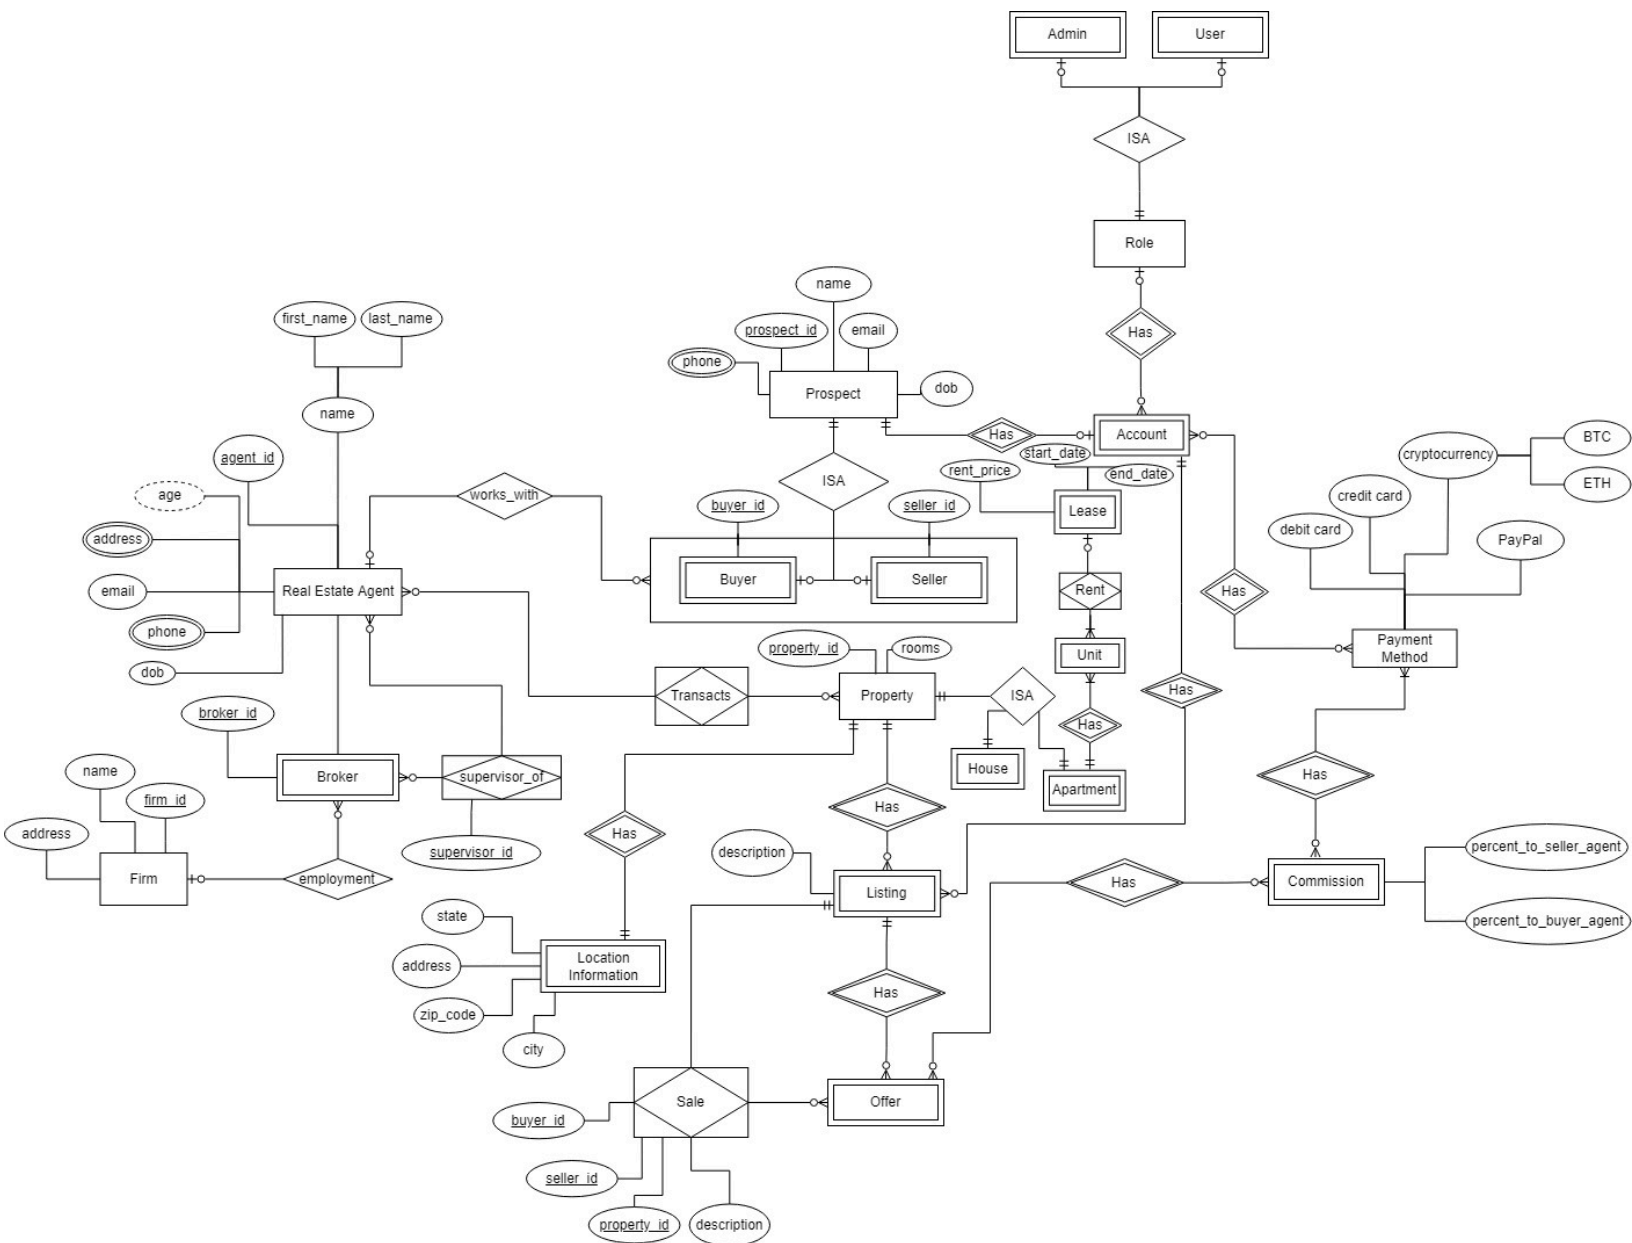 Admin
User
ISA
Role
name
first_name
last_name
prospect_id
email
Has
phone
Prospect
dob
name
Has
Account
BTC
agent_id
start_date
cryptocurrency
rent_price
end_date
ISA
ETH
age
works_with
credit card
buyer_id
seller_id
Lease
debit card
address
PayPal
Buyer
Seller
Real Estate Agent
email
Rent
Has
phone
property_id
rooms
Unit
Payment
Method
dob
Transacts
Property
ISA
Has
broker_id
Has
name
Broker
supervisor_of
House
Has
firm_id
Apartment
address
Has
Has
description
supervisor_id
percent_to_seller_agent
Firm
employment
Listing
Has
Commission
state
percent_to_buyer_agent
address
Location
Information
Has
zip_code
city
Sale
Offer
buyer_id
seller_id
property_id
description